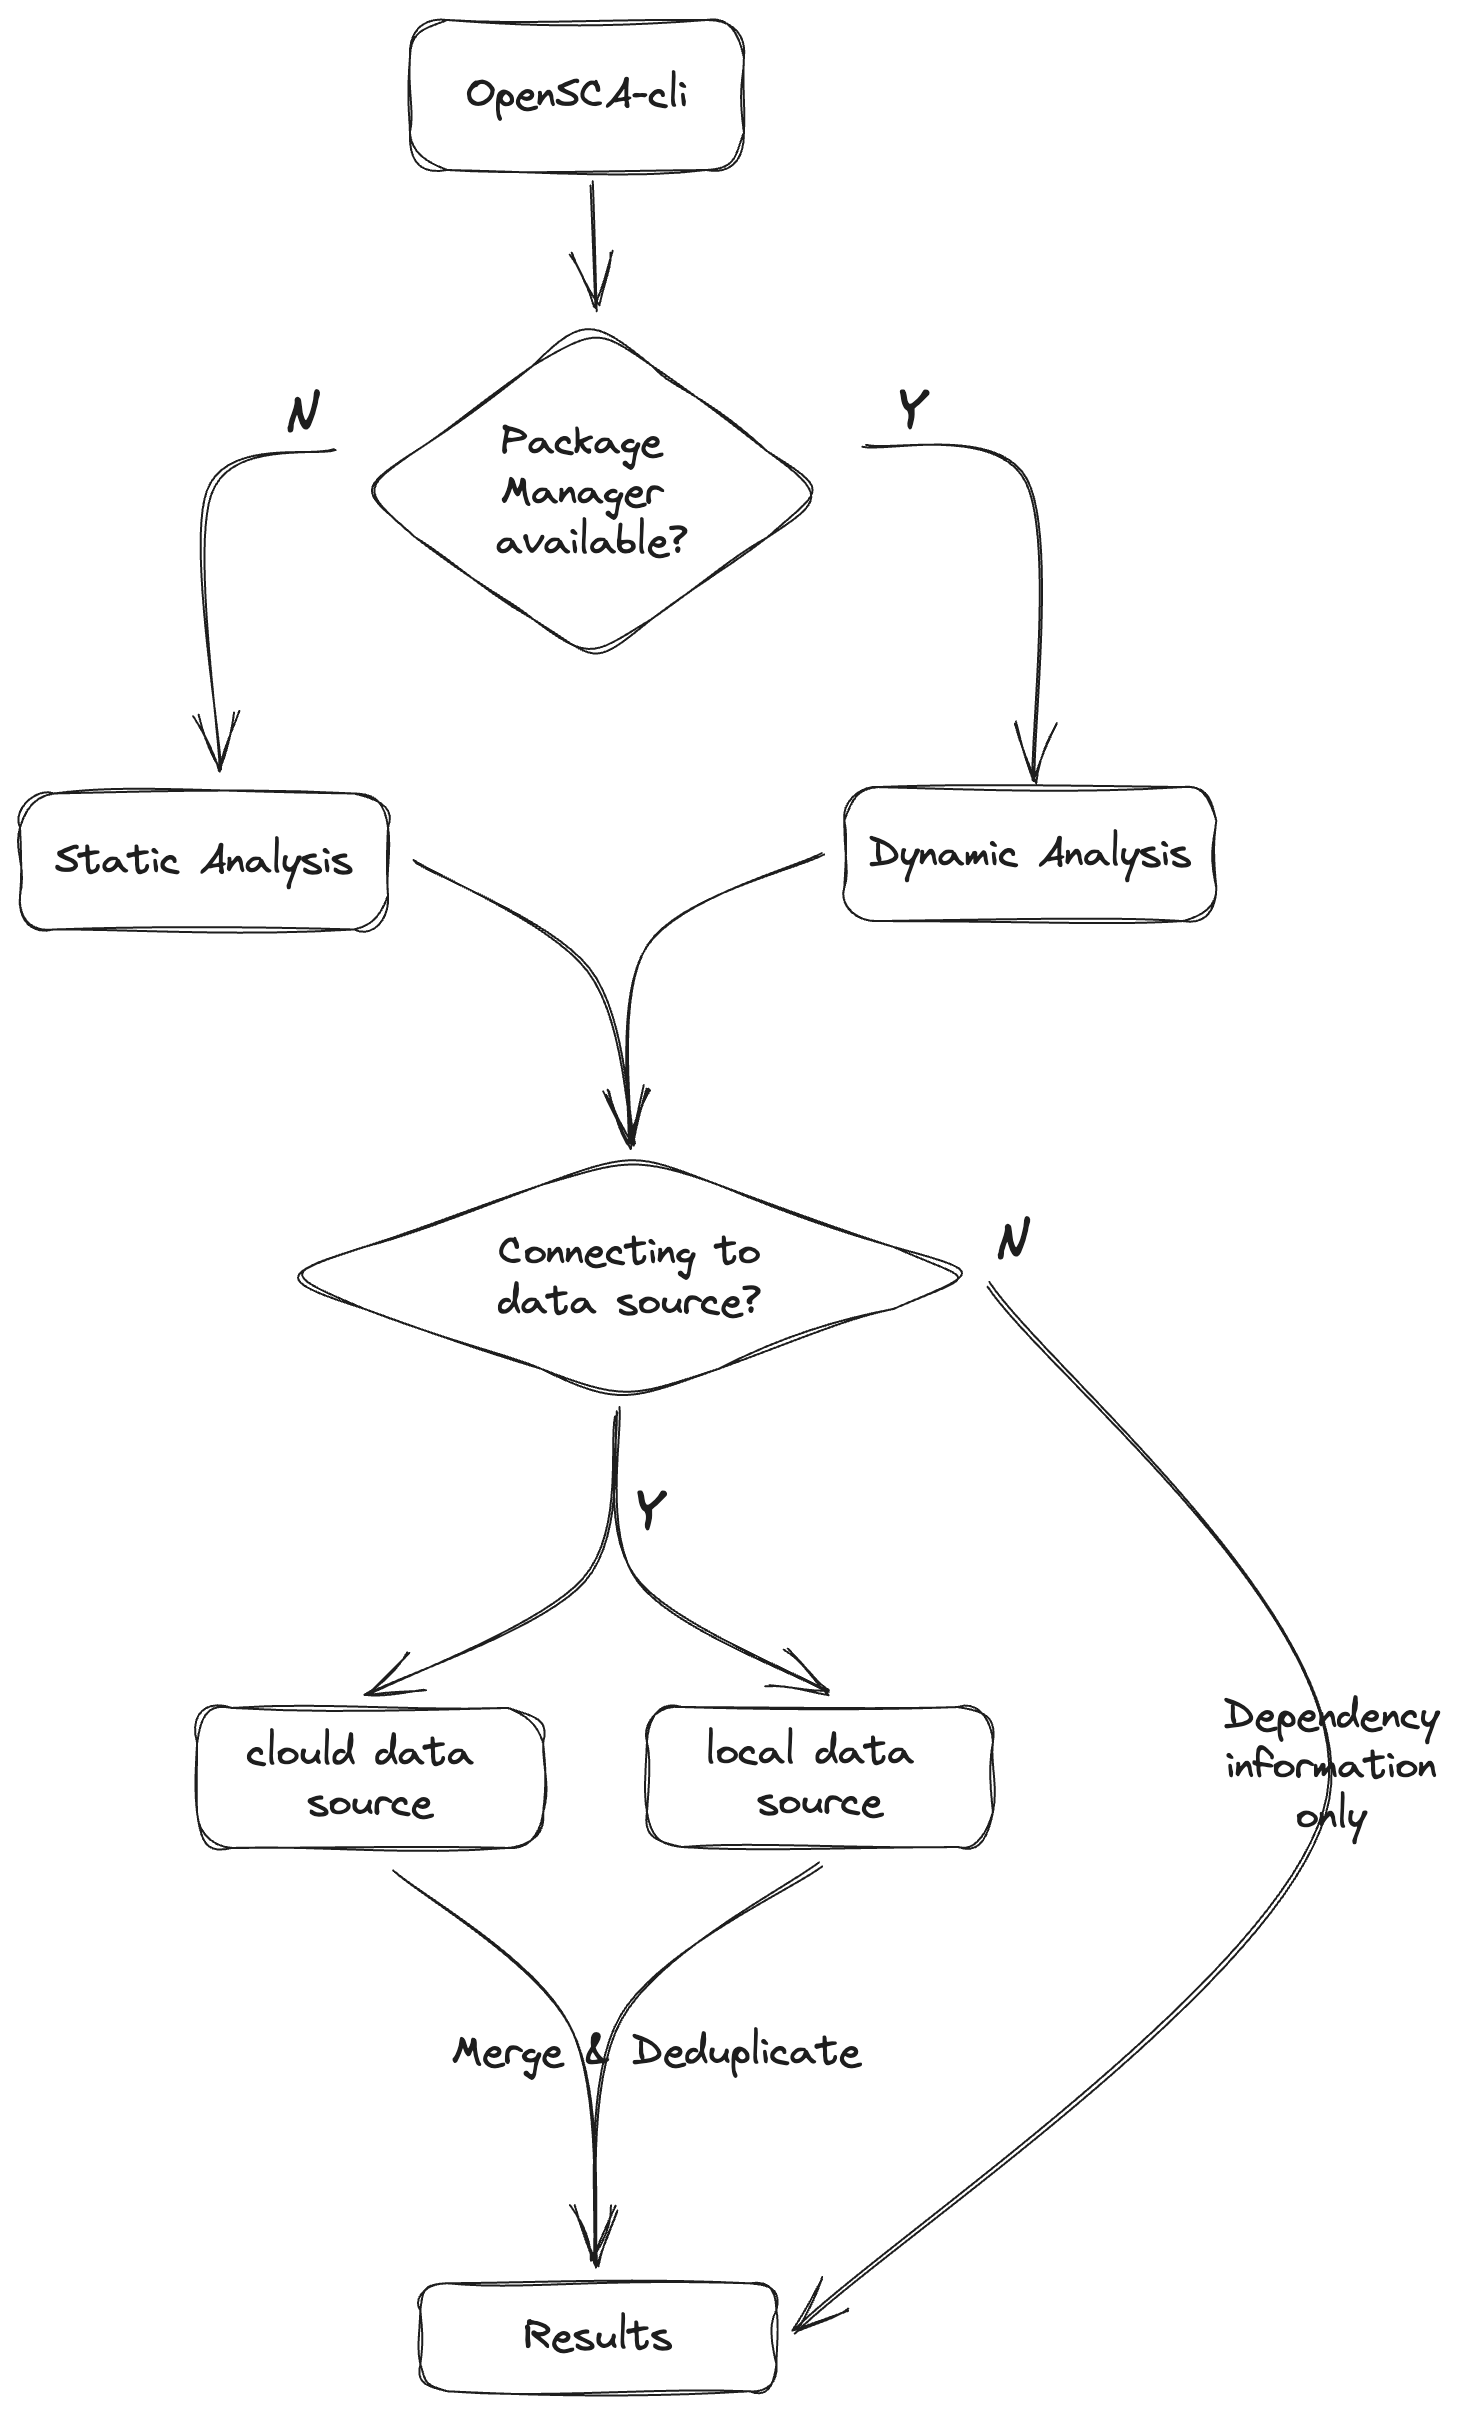 OpenSCA-cli
N
Y
Package
Manager
available?
Static Analysis
Dynamic Analysis
Connecting to
data source?
N
Y
clould data
source
local data
source
Dependency
information
only
Merge & Deduplicate
Results